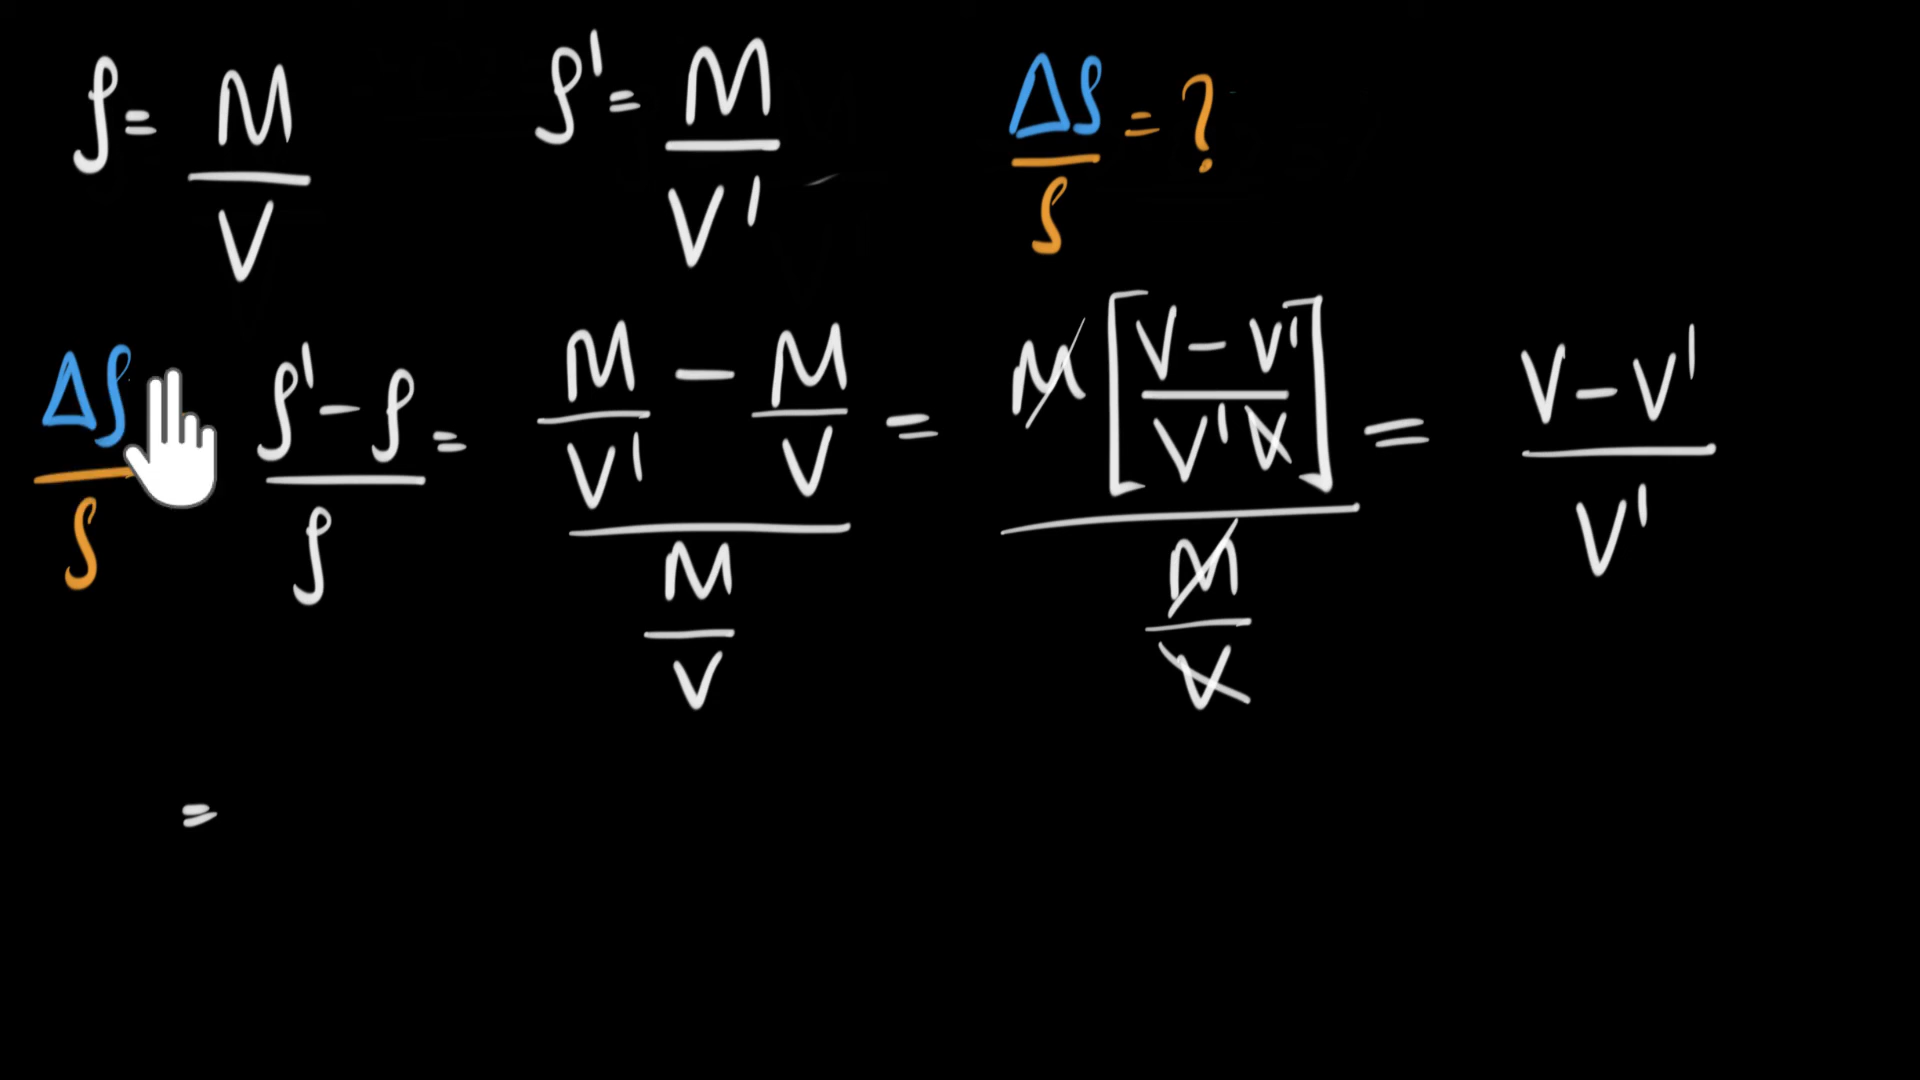 ρ = M/V    ρ' = M/V'    Δρ/ρ = ?
Δρ/ρ    (ρ' − ρ)/ρ = (M/V' − M/V)/(M/V) = M[(V − V')/(V'V)]/(M/V) = (V − V')/V'
=